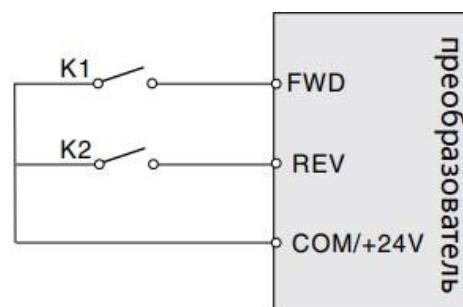 K1
FWD
K2
REV
COM/+24V
преобразователь